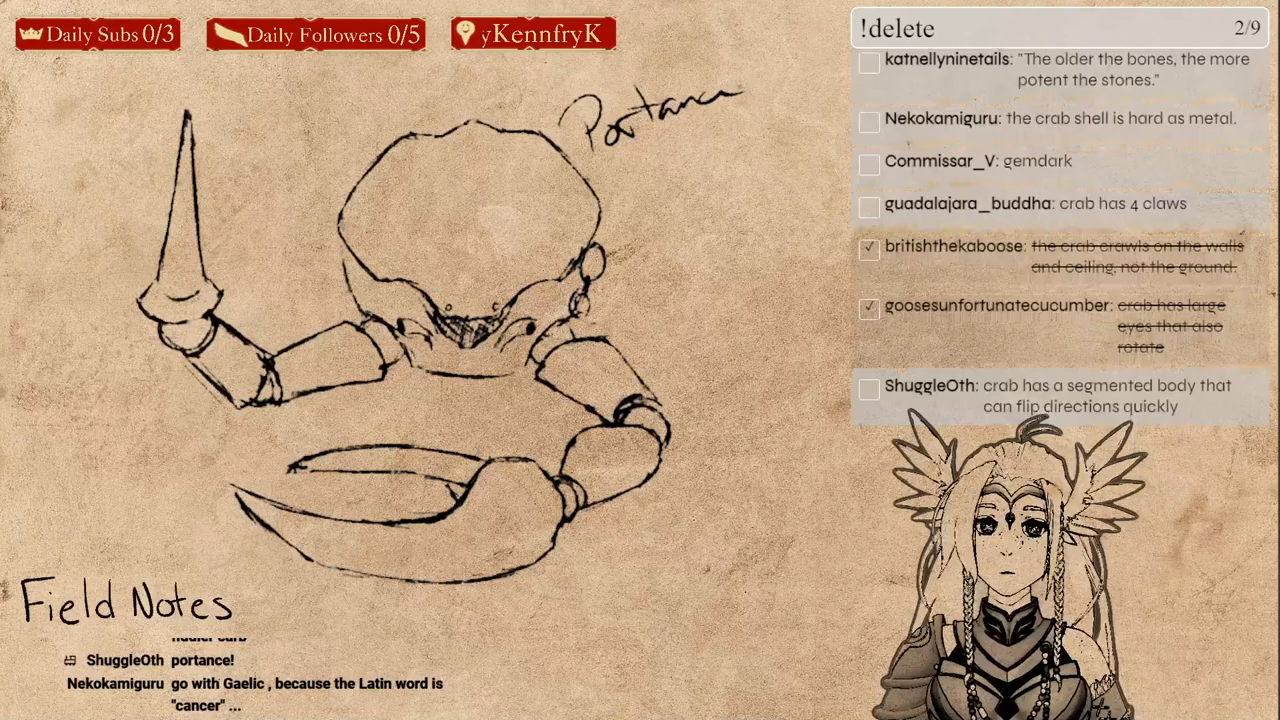 Daily Subs 0/3
Daily Followers 0/5
yKennfryK
!delete 2/9
katnellyninetails: "The older the bones, the more
potent the stones."
Nekokamiguru: the crab shell is hard as metal.
Commissar_V: gemdark
guadalajara_buddha: crab has 4 claws
britishthekaboose: the crab crawls on the walls
and ceiling, not the ground.
goosesunfortunatecucumber: crab has large
eyes that also
rotate
ShuggleOth: crab has a segmented body that
can flip directions quickly
Portance
Field Notes
ShuggleOth portance!
Nekokamiguru go with Gaelic , because the Latin word is
"cancer" ...